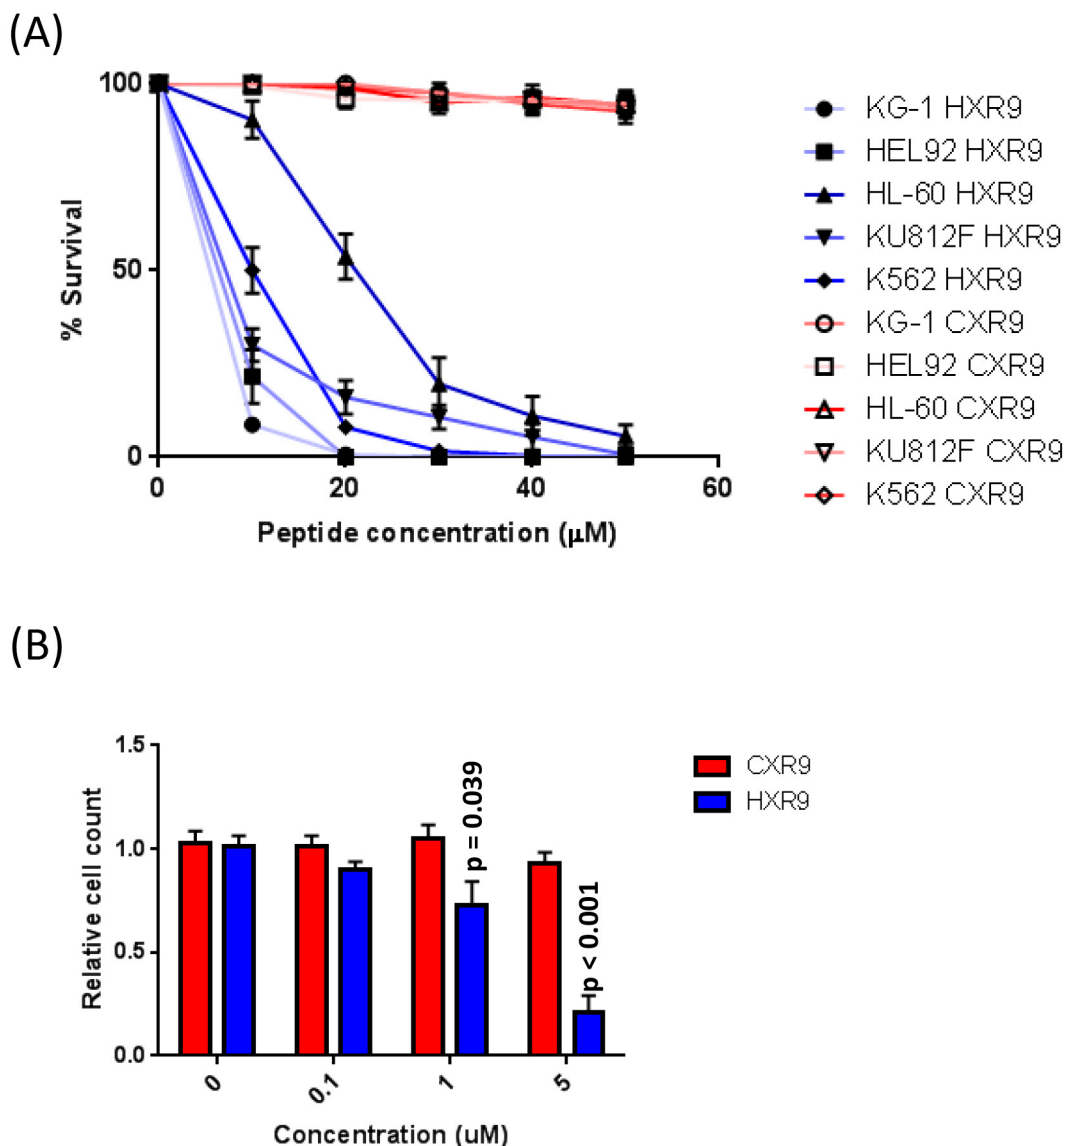 (A)
100
50
0
% Survival
0
20
40
60
Peptide concentration (μM)
KG-1 HXR9
HEL92 HXR9
HL-60 HXR9
KU812F HXR9
K562 HXR9
KG-1 CXR9
HEL92 CXR9
HL-60 CXR9
KU812F CXR9
K562 CXR9
(B)
1.5
1.0
0.5
0.0
Relative cell count
p = 0.039
p < 0.001
0
0.1
1
5
Concentration (uM)
CXR9
HXR9